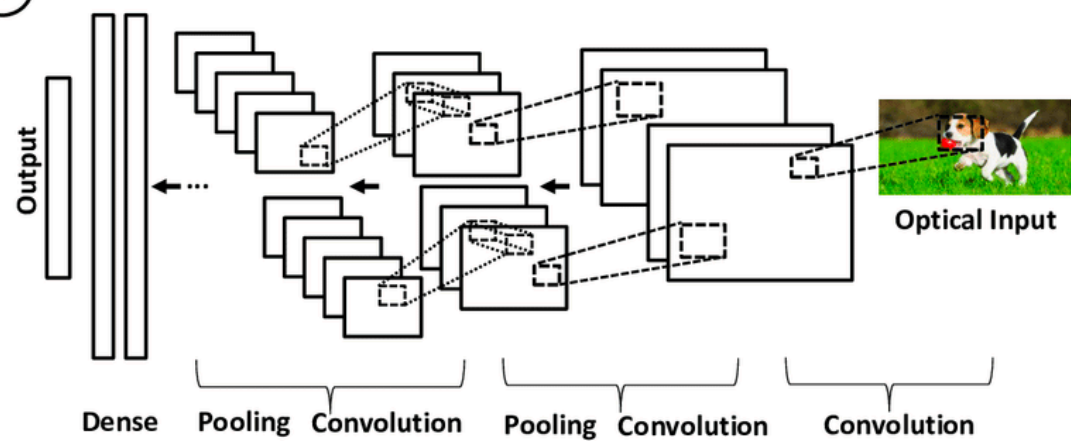 Output
Optical Input
Dense
Pooling Convolution
Pooling Convolution
Convolution